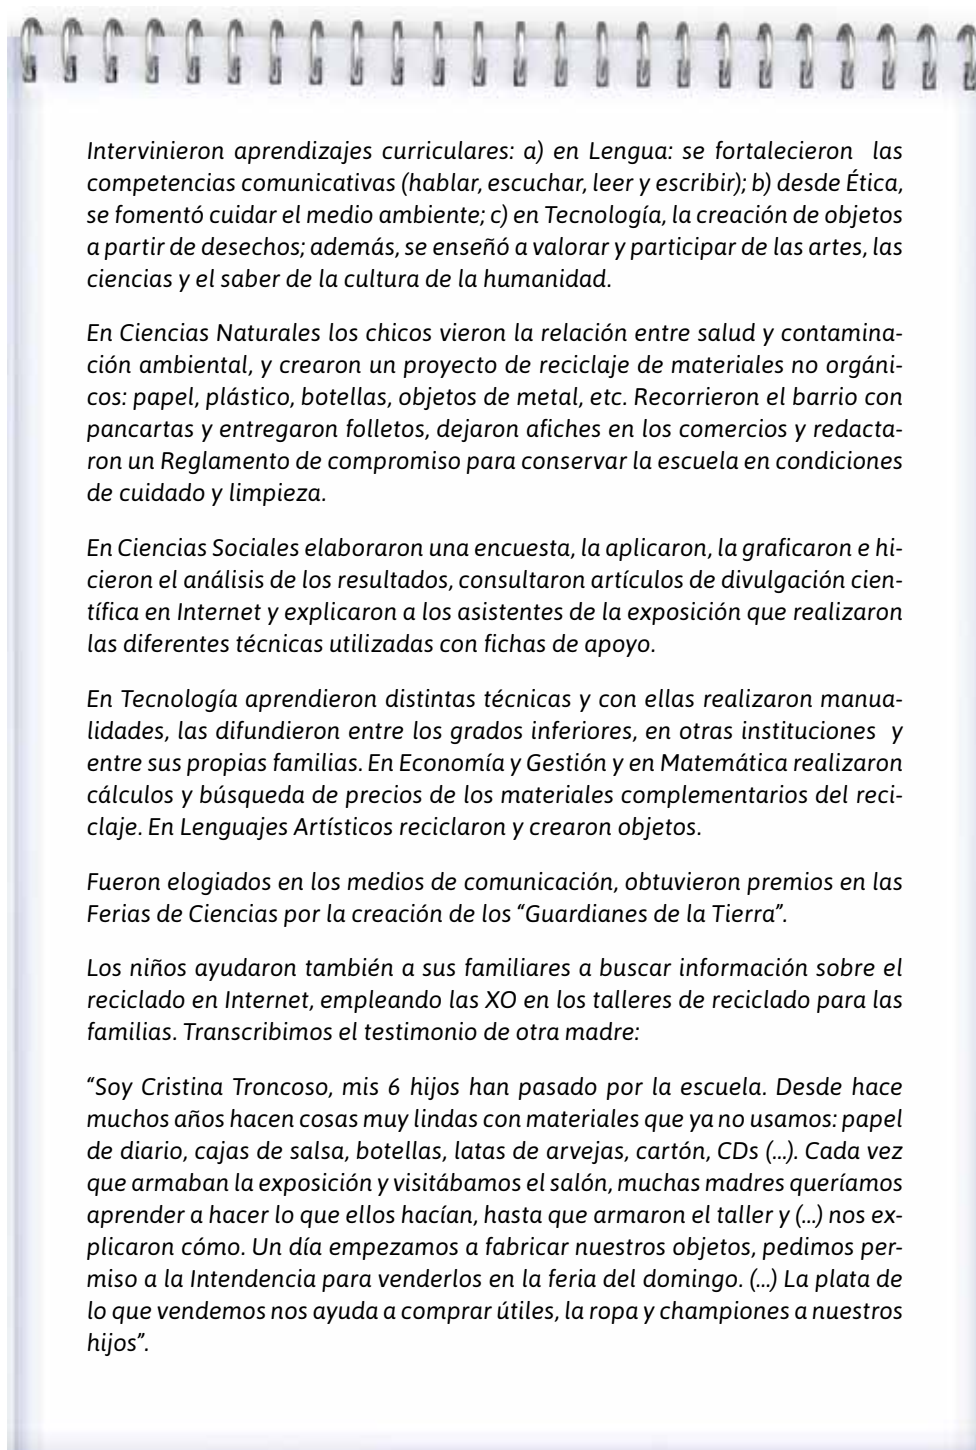 Intervinieron aprendizajes curriculares: a) en Lengua: se fortalecieron las
competencias comunicativas (hablar, escuchar, leer y escribir); b) desde Ética,
se fomentó cuidar el medio ambiente; c) en Tecnología, la creación de objetos
a partir de desechos; además, se enseñó a valorar y participar de las artes, las
ciencias y el saber de la cultura de la humanidad.
En Ciencias Naturales los chicos vieron la relación entre salud y contamina-
ción ambiental, y crearon un proyecto de reciclaje de materiales no orgáni-
cos: papel, plástico, botellas, objetos de metal, etc. Recorrieron el barrio con
pancartas y entregaron folletos, dejaron afiches en los comercios y redacta-
ron un Reglamento de compromiso para conservar la escuela en condiciones
de cuidado y limpieza.
En Ciencias Sociales elaboraron una encuesta, la aplicaron, la graficaron e hi-
cieron el análisis de los resultados, consultaron artículos de divulgación cien-
tífica en Internet y explicaron a los asistentes de la exposición que realizaron
las diferentes técnicas utilizadas con fichas de apoyo.
En Tecnología aprendieron distintas técnicas y con ellas realizaron manua-
lidades, las difundieron entre los grados inferiores, en otras instituciones y
entre sus propias familias. En Economía y Gestión y en Matemática realizaron
cálculos y búsqueda de precios de los materiales complementarios del reci-
claje. En Lenguajes Artísticos reciclaron y crearon objetos.
Fueron elogiados en los medios de comunicación, obtuvieron premios en las
Ferias de Ciencias por la creación de los “Guardianes de la Tierra”.
Los niños ayudaron también a sus familiares a buscar información sobre el
reciclado en Internet, empleando las XO en los talleres de reciclado para las
familias. Transcribimos el testimonio de otra madre:
“Soy Cristina Troncoso, mis 6 hijos han pasado por la escuela. Desde hace
muchos años hacen cosas muy lindas con materiales que ya no usamos: papel
de diario, cajas de salsa, botellas, latas de arvejas, cartón, CDs (...). Cada vez
que armaban la exposición y visitábamos el salón, muchas madres queríamos
aprender a hacer lo que ellos hacían, hasta que armaron el taller y (...) nos ex-
plicaron cómo. Un día empezamos a fabricar nuestros objetos, pedimos per-
miso a la Intendencia para venderlos en la feria del domingo. (...) La plata de
lo que vendemos nos ayuda a comprar útiles, la ropa y championes a nuestros
hijos”.